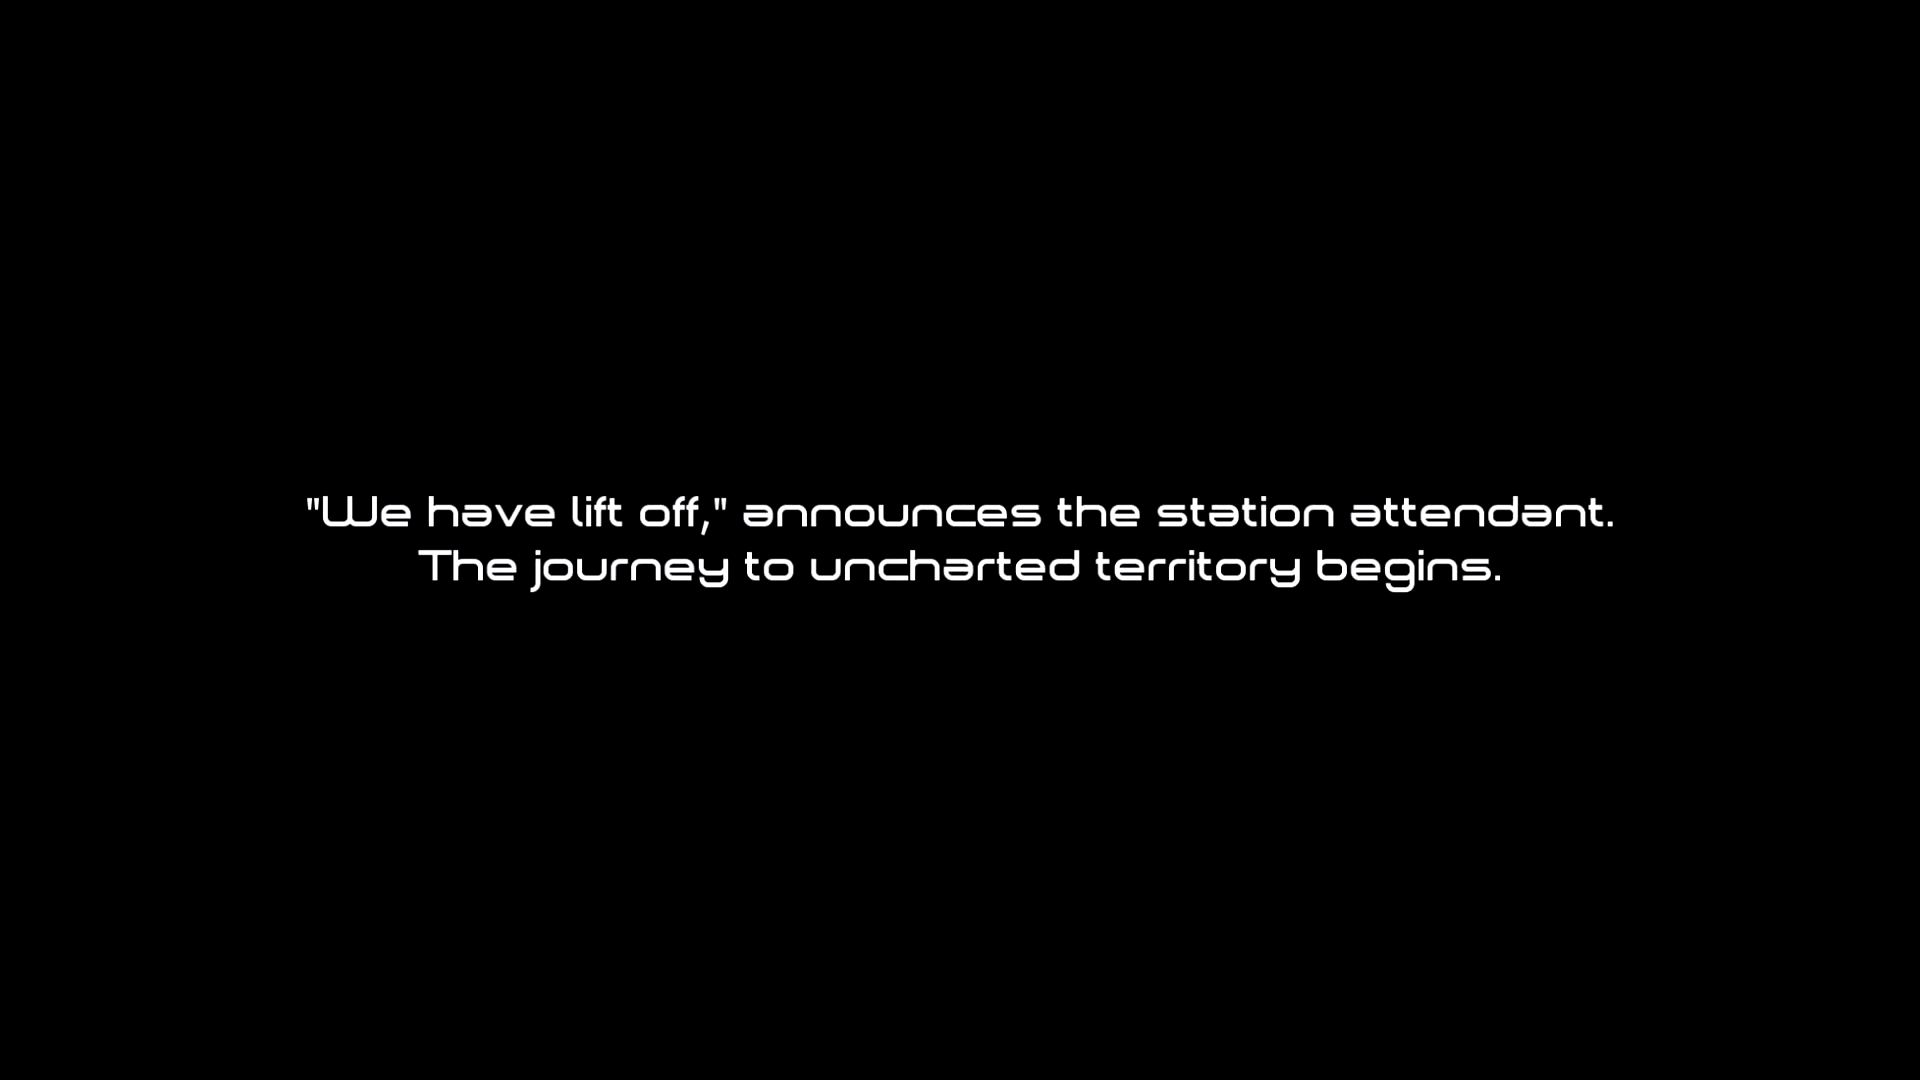 "We have lift off," announces the station attendant.
The journey to uncharted territory begins.